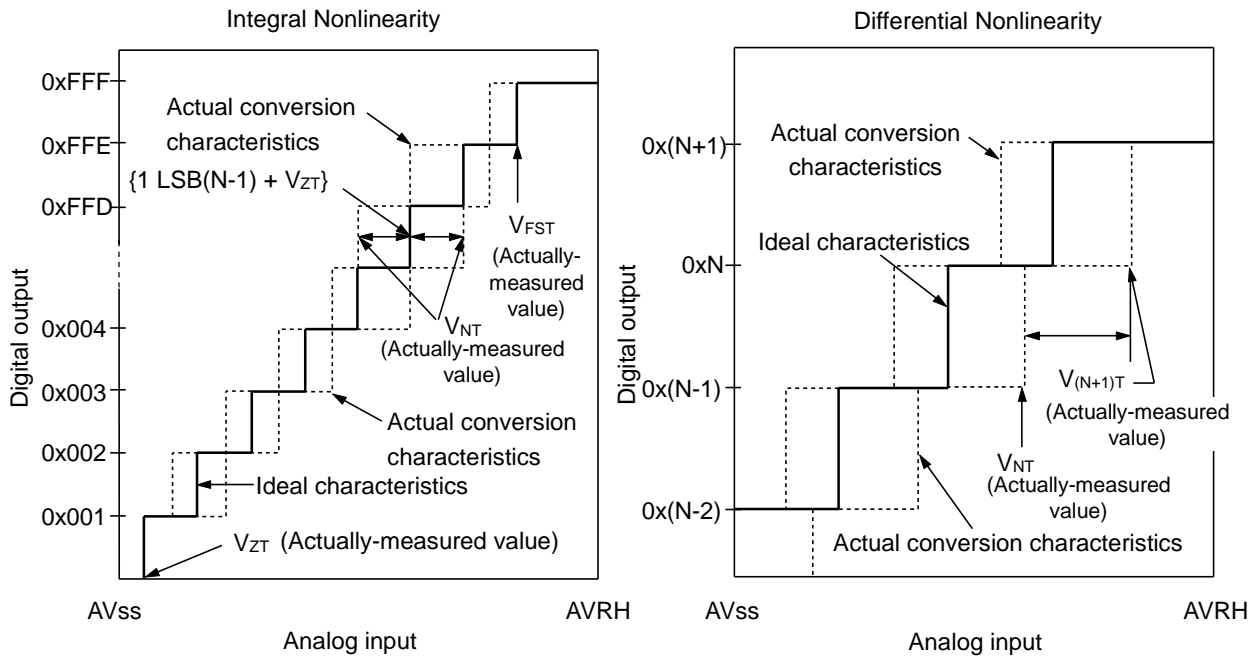 Integral Nonlinearity
0xFFF
0xFFE
0xFFD
0x004
0x003
0x002
0x001
Digital output
Actual conversion
characteristics
{1 LSB(N-1) + VZT}
VFST
(Actually-
measured
value)
VNT
(Actually-measured
value)
Actual conversion
characteristics
Ideal characteristics
VZT (Actually-measured value)
AVss
AVRH
Analog input
Differential Nonlinearity
0x(N+1)
0xN
0x(N-1)
0x(N-2)
Digital output
Actual conversion
characteristics
Ideal characteristics
V(N+1)T
(Actually-measured
value)
VNT
(Actually-measured
value)
Actual conversion characteristics
AVss
AVRH
Analog input